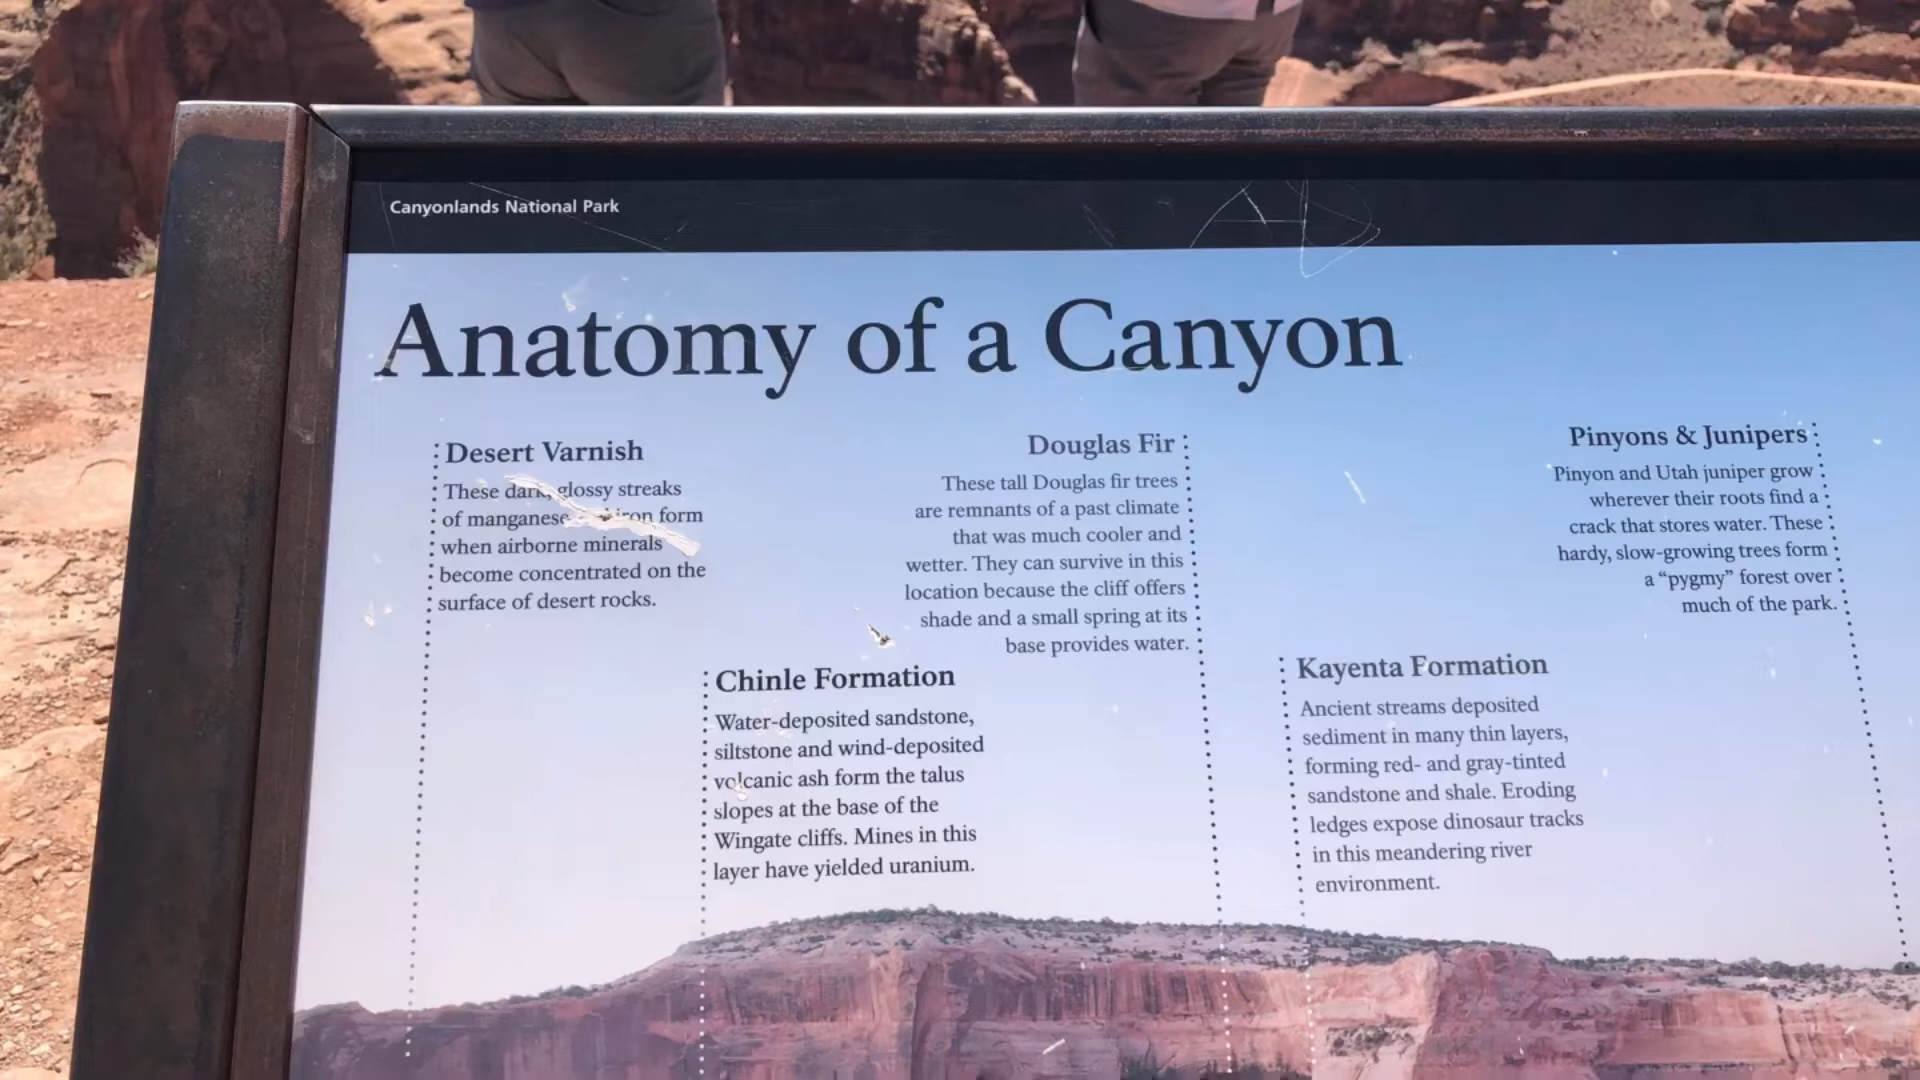 Canyonlands National Park
Anatomy of a Canyon
Desert Varnish
These dark, glossy streaks
of manganese iron form
when airborne minerals
become concentrated on the
surface of desert rocks.
Douglas Fir
These tall Douglas fir trees
are remnants of a past climate
that was much cooler and
wetter. They can survive in this
location because the cliff offers
shade and a small spring at its
base provides water.
Pinyons & Junipers
Pinyon and Utah juniper grow
wherever their roots find a
crack that stores water. These
hardy, slow-growing trees form
a “pygmy” forest over
much of the park.
Chinle Formation
Water-deposited sandstone,
siltstone and wind-deposited
volcanic ash form the talus
slopes at the base of the
Wingate cliffs. Mines in this
layer have yielded uranium.
Kayenta Formation
Ancient streams deposited
sediment in many thin layers,
forming red- and gray-tinted
sandstone and shale. Eroding
ledges expose dinosaur tracks
in this meandering river
environment.